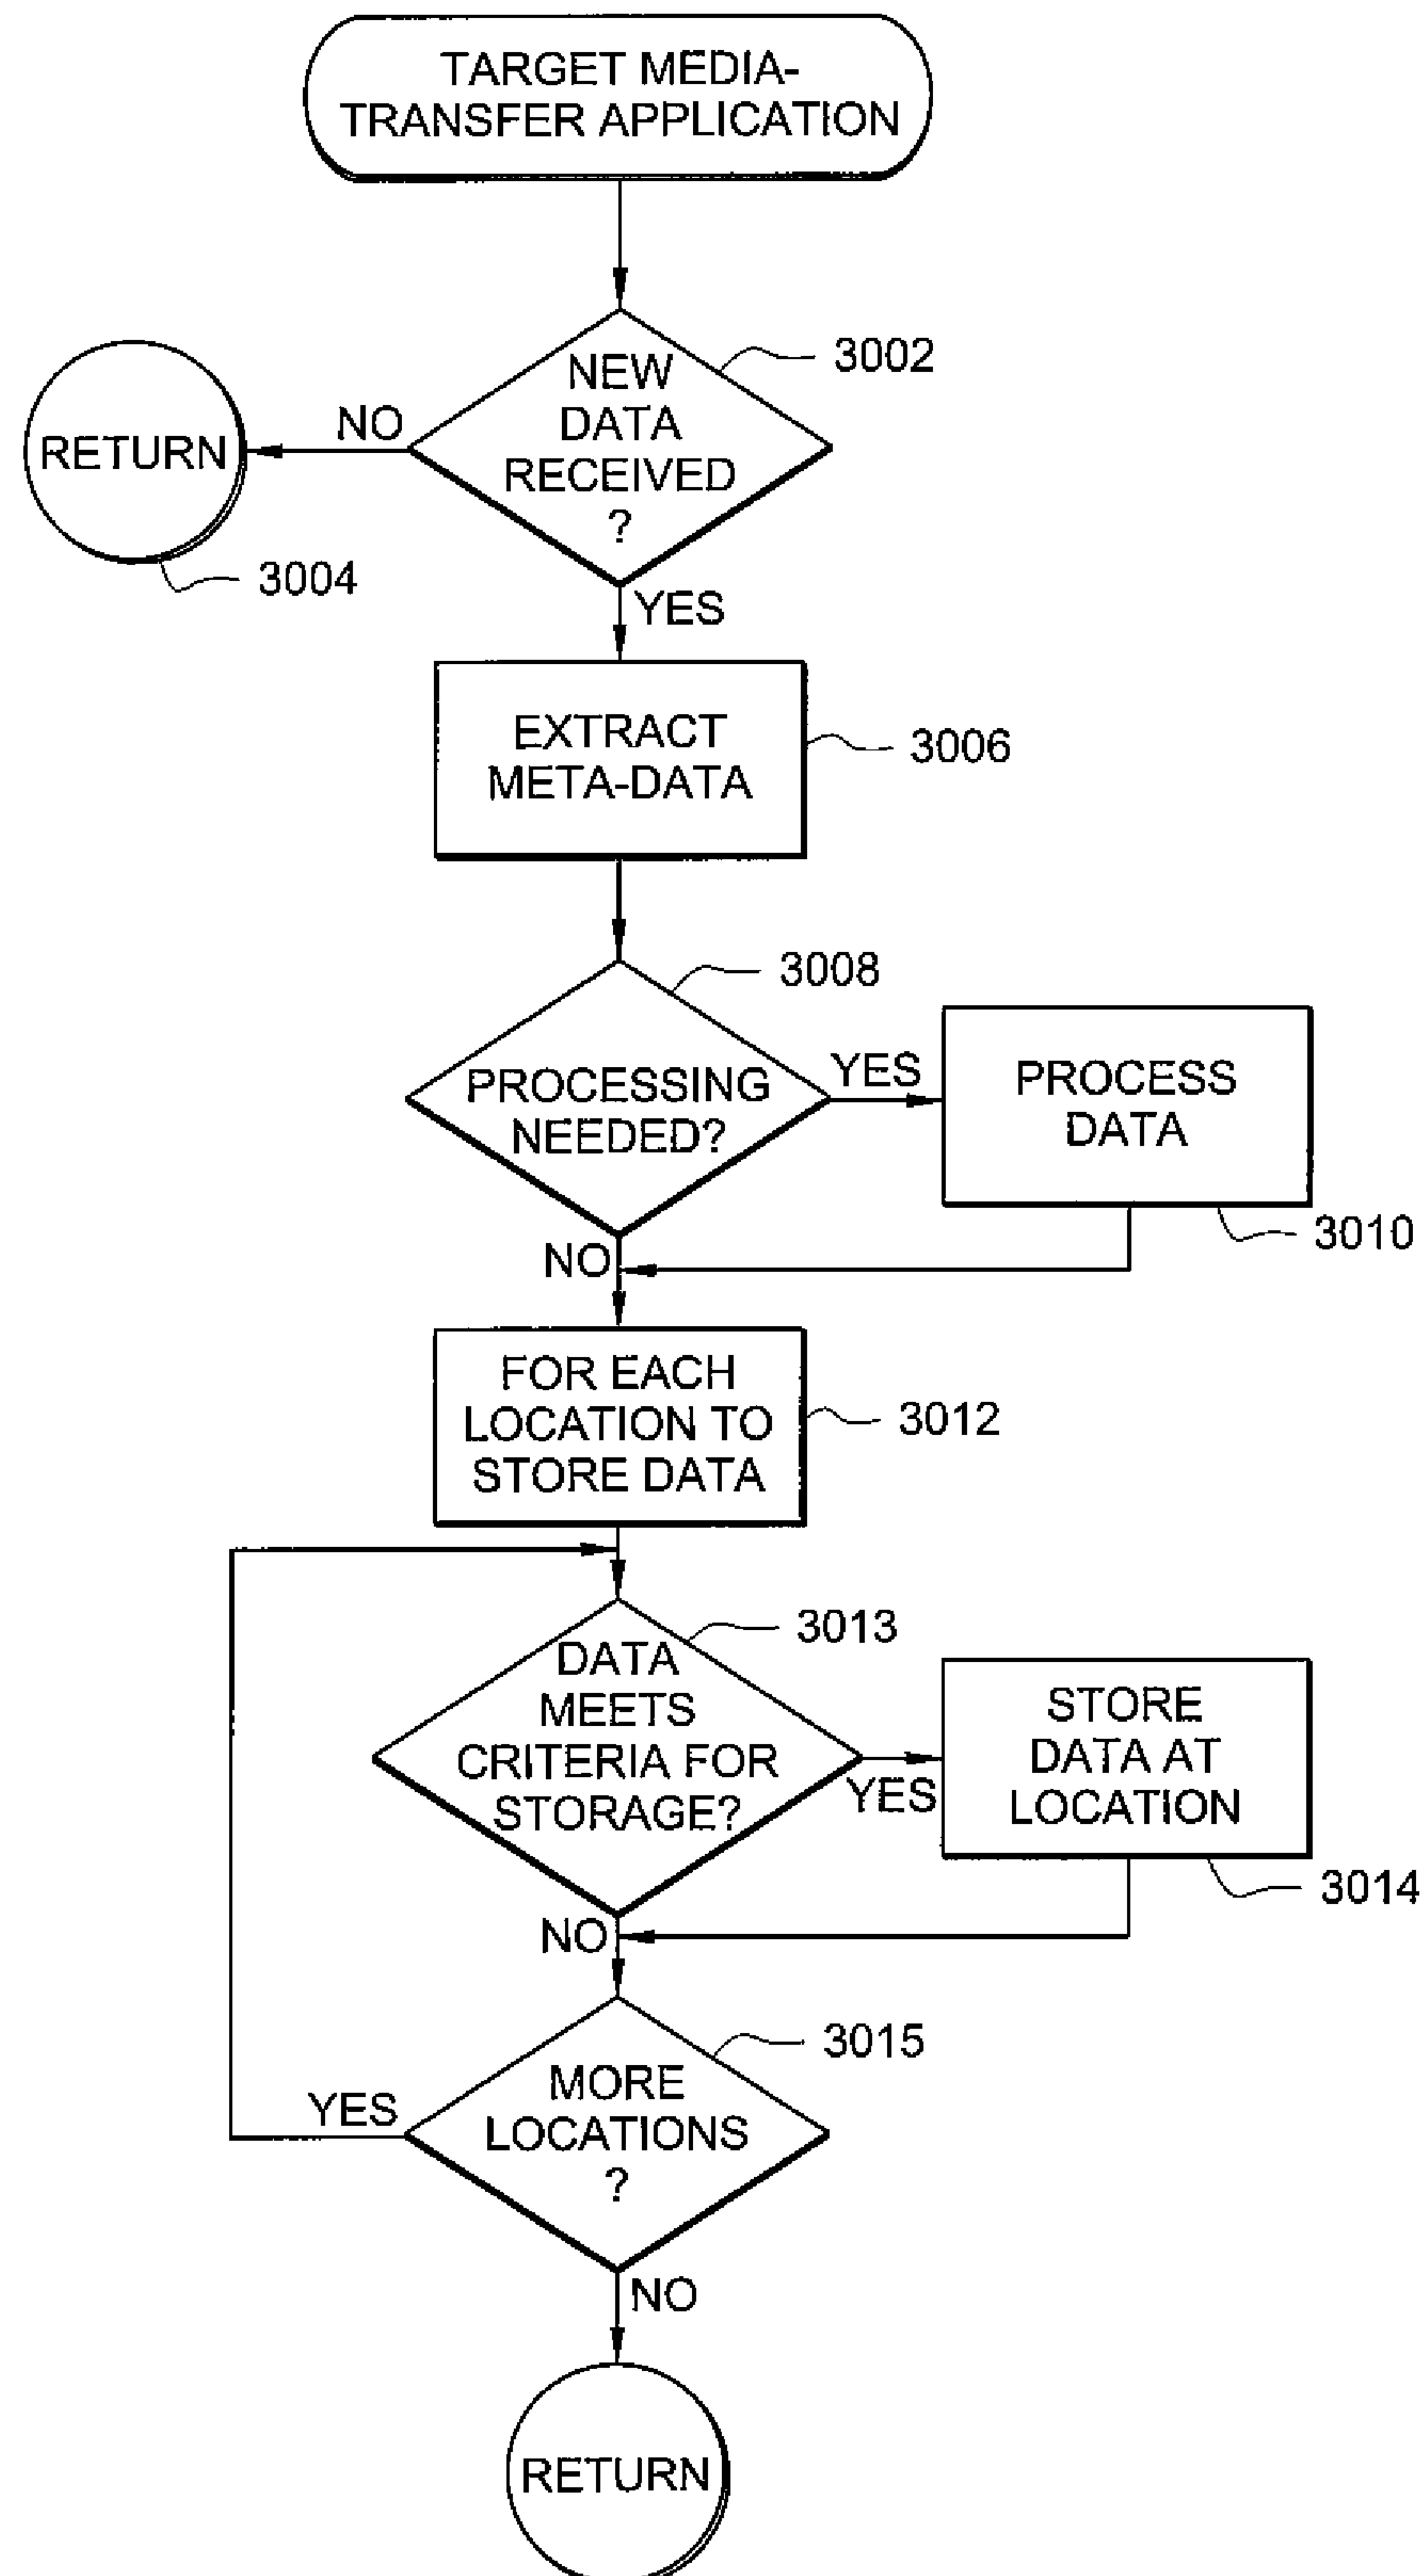 TARGET MEDIA-
TRANSFER APPLICATION
3002
NEW
DATA
RECEIVED
?
NO
RETURN
3004
YES
EXTRACT
META-DATA
3006
3008
PROCESSING
NEEDED?
YES
PROCESS
DATA
3010
NO
FOR EACH
LOCATION TO
STORE DATA
3012
3013
DATA
MEETS
CRITERIA FOR
STORAGE?
YES
STORE
DATA AT
LOCATION
3014
NO
3015
MORE
LOCATIONS
?
YES
NO
RETURN